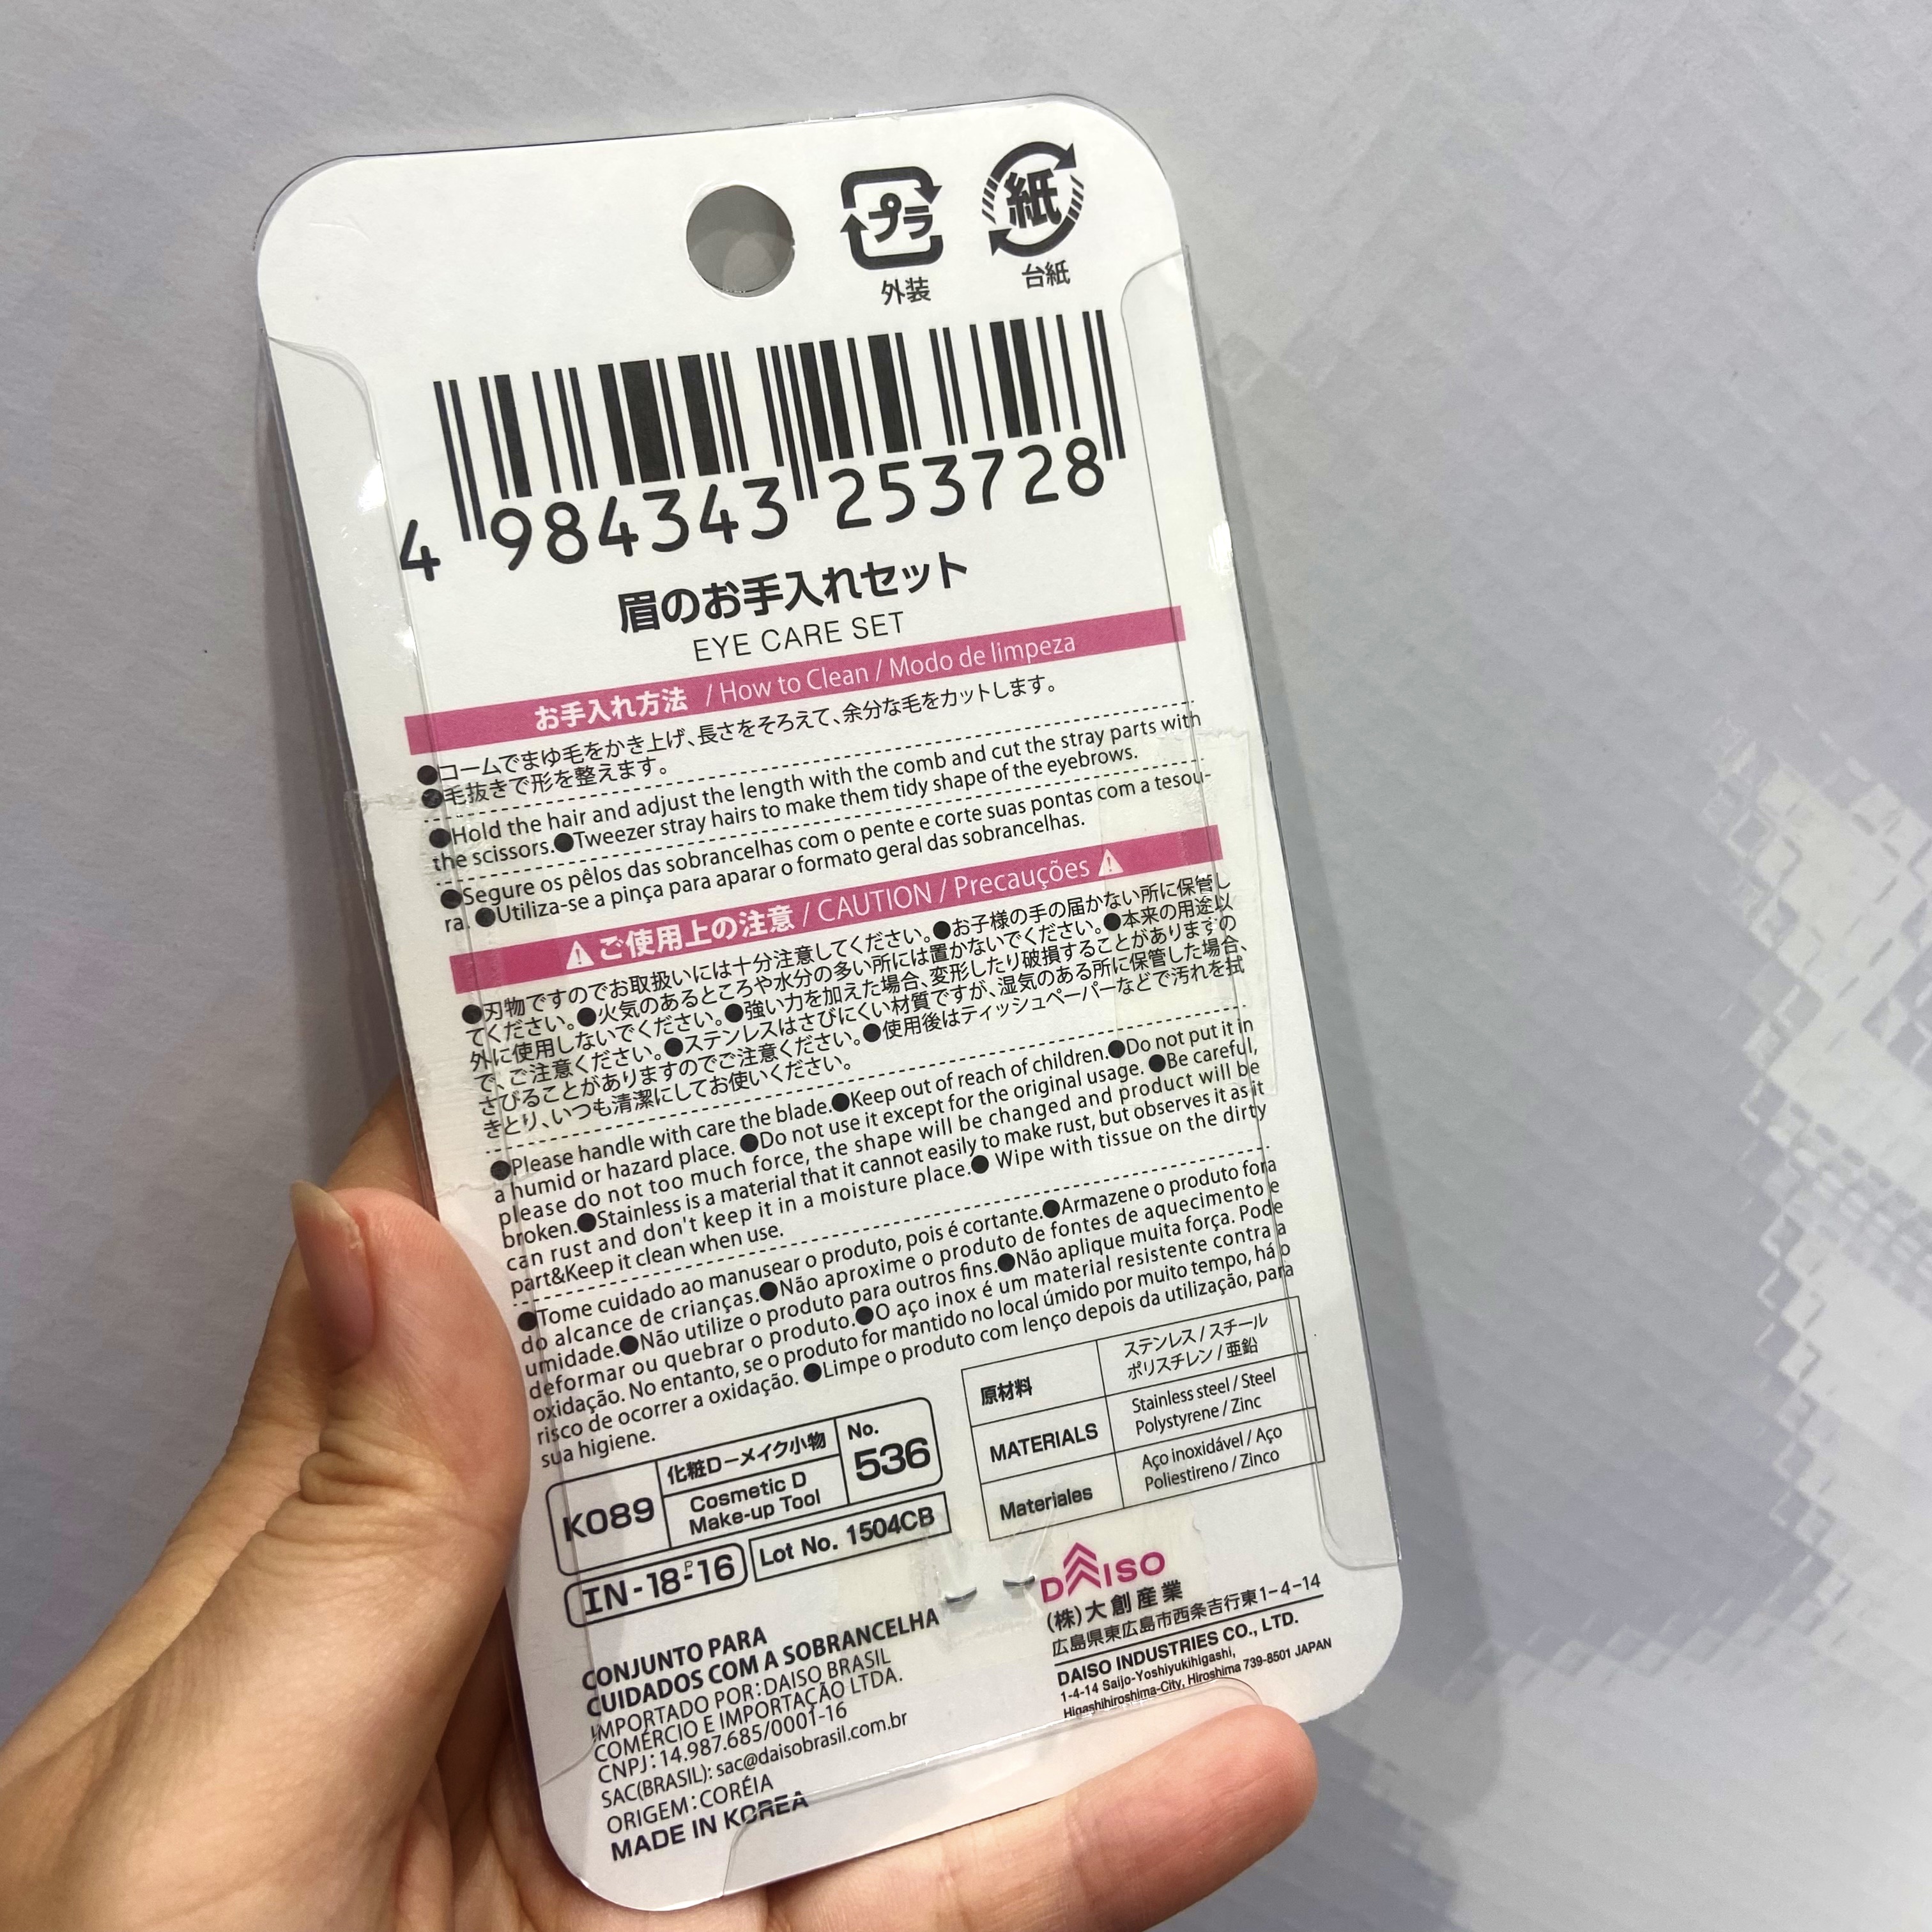 プラ
外装
紙
台紙
4 984343 253728
眉のお手入れセット
EYE CARE SET
お手入れ方法 / How to Clean / Modo de limpeza
●コームでまゆ毛をかき上げ、長さをそろえて、余分な毛をカットします。
●毛抜きで形を整えます。
●Hold the hair and adjust the length with the comb and cut the stray parts with
the scissors.●Tweezer stray hairs to make them tidy shape of the eyebrows.
●Segure os pêlos das sobrancelhas com o pente e corte suas pontas com a tesou-
ra. ●Utiliza-se a pinça para aparar o formato geral das sobrancelhas.
⚠ご使用上の注意 / CAUTION / Precauções ⚠
●刃物ですのでお取扱いには十分注意してください。●お子様の手の届かない所に保管し
てください。●火気のあるところや水分の多い所には置かないでください。●本来の用途以
外に使用しないでください。●強い力を加えた場合、変形したり破損することがありますの
で、ご注意ください。●ステンレスはさびにくい材質ですが、湿気のある所に保管した場合、
さびることがありますのでご注意ください。●使用後はティッシュペーパーなどで汚れを拭
きとり、いつも清潔にしてお使いください。
●Please handle with care the blade.●Keep out of reach of children.●Do not put it in
a humid or hazard place. ●Do not use it except for the original usage. ●Be careful,
please do not too much force, the shape will be changed and product will be
broken.●Stainless is a material that it cannot easily to make rust, but observes it as it
can rust and don't keep it in a moisture place.● Wipe with tissue on the dirty
part&Keep it clean when use.
●Tome cuidado ao manusear o produto, pois é cortante.●Armazene o produto fora
do alcance de crianças.●Não aproxime o produto de fontes de aquecimento e
umidade.●Não utilize o produto para outros fins.●Não aplique muita força. Pode
deformar ou quebrar o produto.●O aço inox é um material resistente contra a
oxidação. No entanto, se o produto for mantido no local úmido por muito tempo, há o
risco de ocorrer a oxidação. ●Limpe o produto com lenço depois da utilização, para
sua higiene.
原材料
ステンレス / スチール
ポリスチレン / 亜鉛
MATERIALS
Stainless steel / Steel
Polystyrene / Zinc
Materiales
Aço inoxidável / Aço
Poliestireno / Zinco
K089
化粧D－メイク小物
Cosmetic D
Make-up Tool
No.
536
IN-18-P-16
Lot No. 1504CB
CONJUNTO PARA
CUIDADOS COM A SOBRANCELHA
IMPORTADO POR: DAISO BRASIL
COMÉRCIO E IMPORTAÇÃO LTDA.
CNPJ: 14.987.685/0001-16
SAC(BRASIL): sac@daisobrasil.com.br
ORIGEM: CORÉIA
MADE IN KOREA
DAISO
(株)大創産業
広島県東広島市西条吉行東1-4-14
DAISO INDUSTRIES CO., LTD.
1-4-14 Saijo-Yoshiyukihigashi,
Higashihiroshima-City, Hiroshima 739-8501 JAPAN